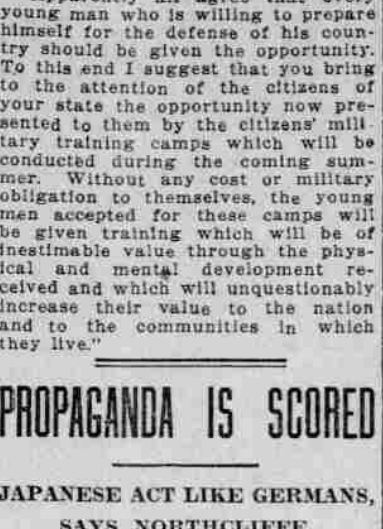 young man who is willing to prepare
himself for the defense of his coun-
try should be given the opportunity.
To this end I suggest that you bring
to the attention of the citizens of
your state the opportunity now pre-
sented to them by the citizens' mili-
tary training camps which will be
conducted during the coming sum-
mer. Without any cost or military
obligation to themselves, the young
men accepted for these camps will
be given training which will be of
inestimable value through the phys-
ical and mental development re-
ceived and which will unquestionably
increase their value to the nation
and to the communities in which
they live."
PROPAGANDA IS SCORED
JAPANESE ACT LIKE GERMANS,
SAYS NORTHCLIFFE